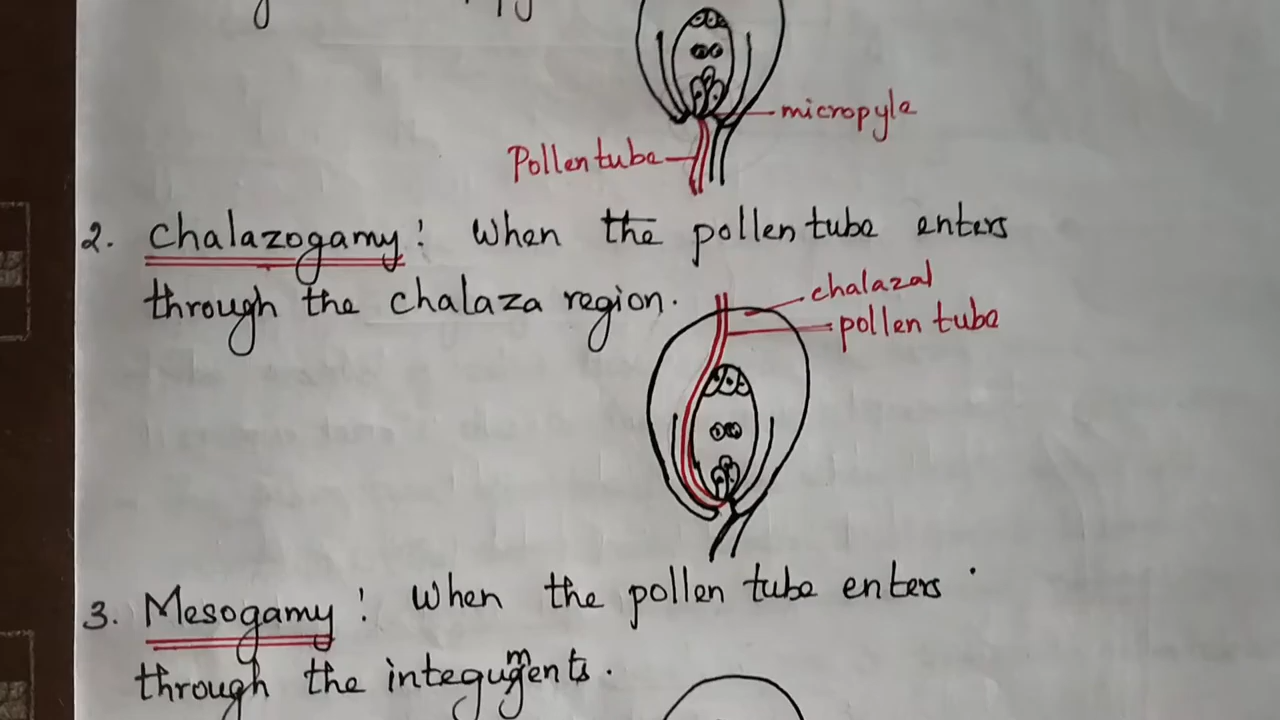 micropyle
Pollen tube
2. Chalazogamy: When the pollen tube enters
through the chalaza region.
chalazal
pollen tube
3. Mesogamy: When the pollen tube enters
through the integuments.